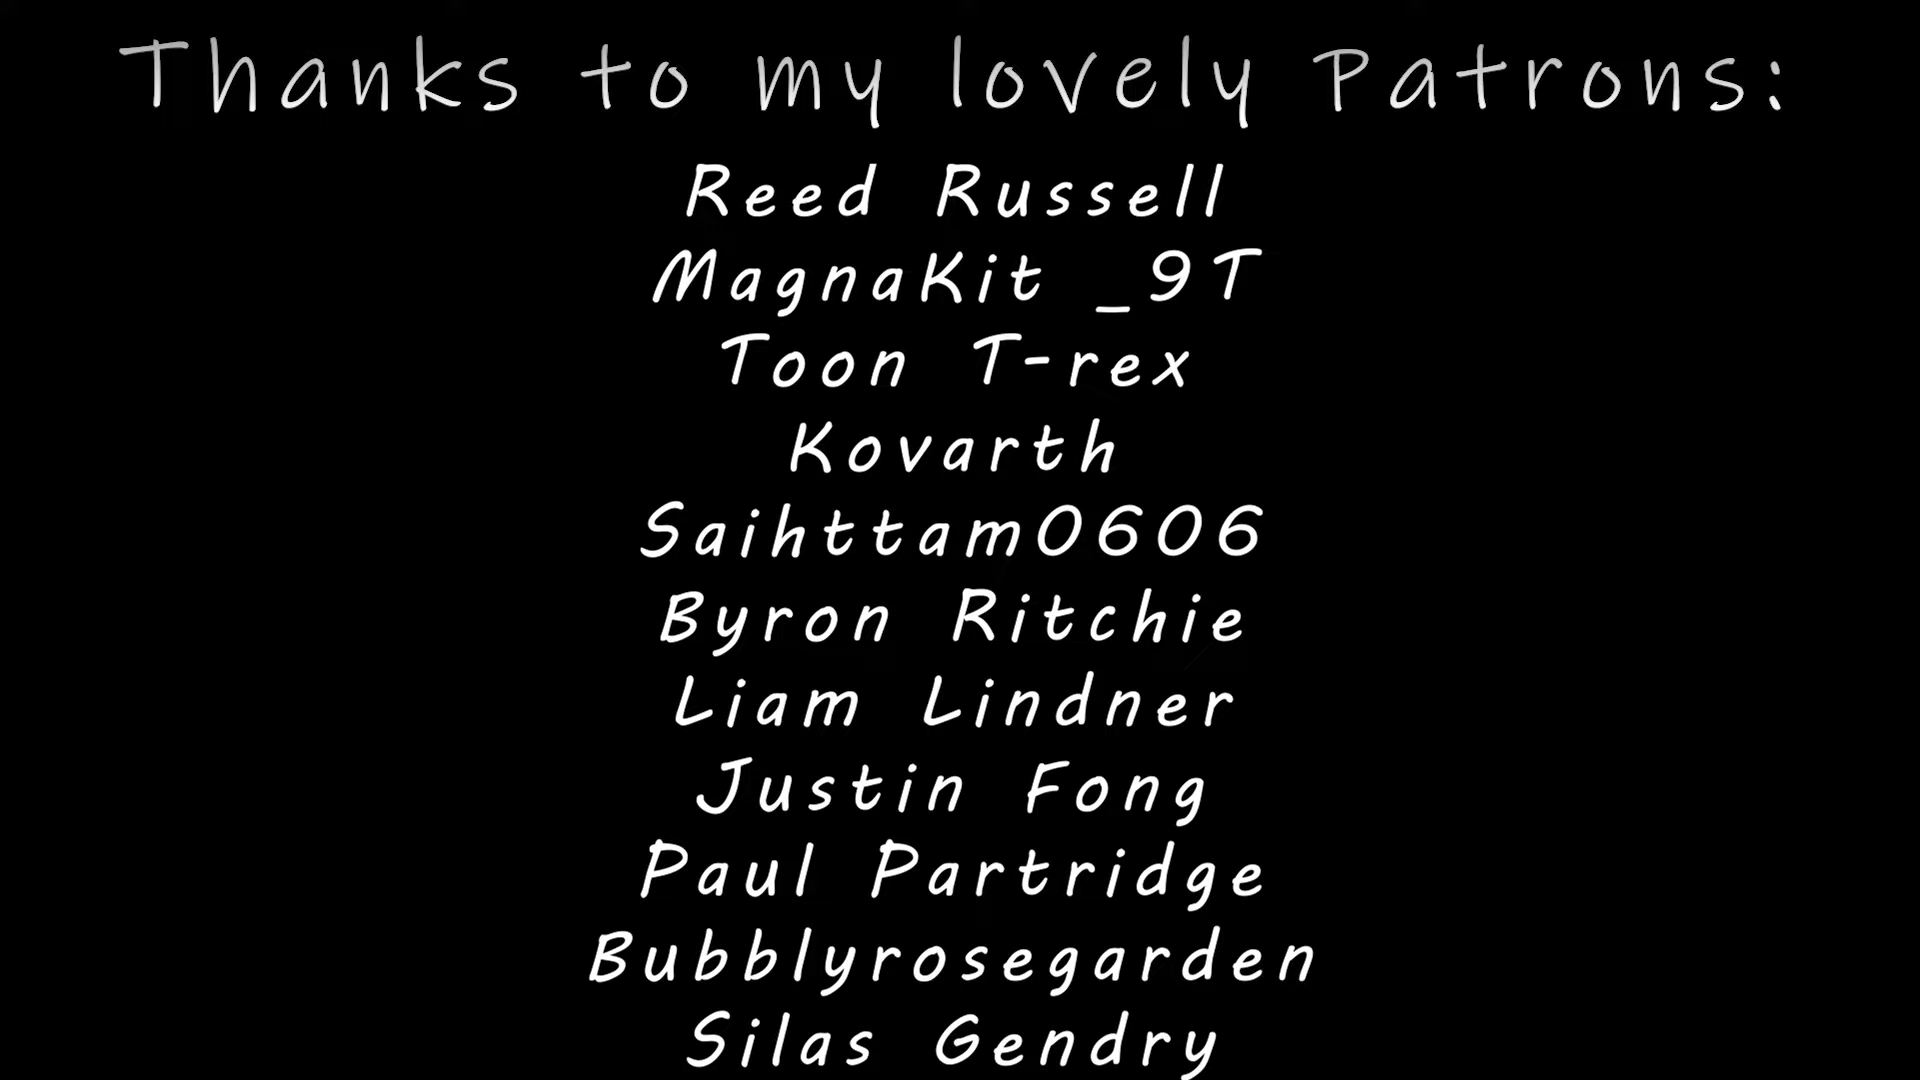 Thanks to my lovely Patrons:
Reed Russell
MagnaKit _9T
Toon T-rex
Kovarth
Saihttam0606
Byron Ritchie
Liam Lindner
Justin Fong
Paul Partridge
Bubblyrosegarden
Silas Gendry